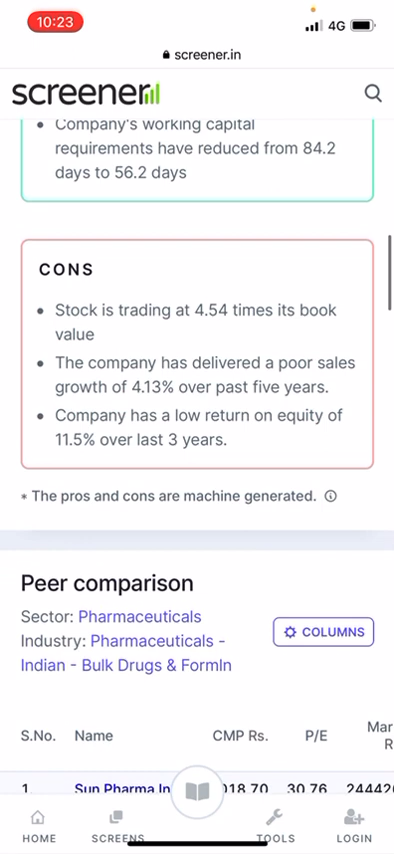 10:23
4G
screener.in
screener
Company's working capital
requirements have reduced from 84.2
days to 56.2 days
CONS
Stock is trading at 4.54 times its book
value
The company has delivered a poor sales
growth of 4.13% over past five years.
Company has a low return on equity of
11.5% over last 3 years.
* The pros and cons are machine generated.
Peer comparison
Sector: Pharmaceuticals
Industry: Pharmaceuticals -
Indian - Bulk Drugs & Formln
COLUMNS
S.No. Name CMP Rs. P/E Mar
R
1. Sun Pharma In 018.70 30.76 24442
HOME SCREENS TOOLS LOGIN